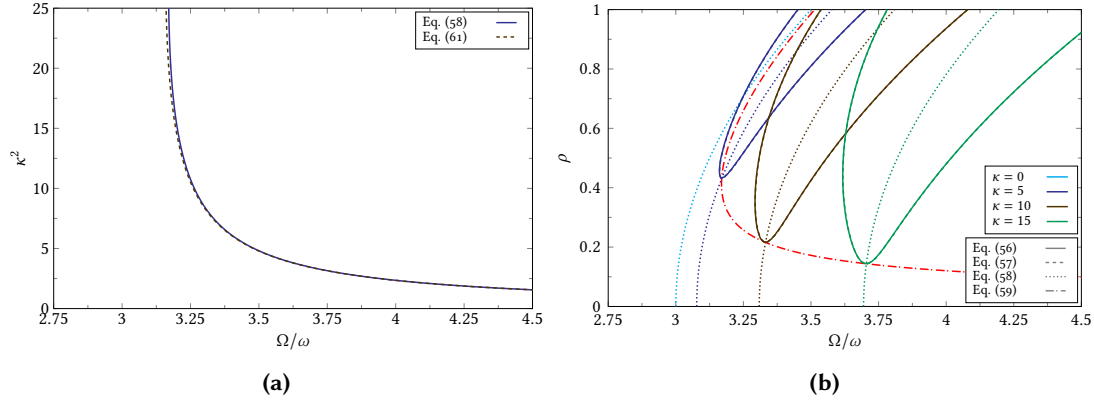 25
20
15
10
5
0
κ²
2.75 3 3.25 3.5 3.75 4 4.25 4.5
Ω/ω
Eq. (58)
Eq. (61)
(a)
1
0.8
0.6
0.4
0.2
0
ρ
2.75 3 3.25 3.5 3.75 4 4.25 4.5
Ω/ω
κ = 0
κ = 5
κ = 10
κ = 15
Eq. (56)
Eq. (57)
Eq. (58)
Eq. (59)
(b)